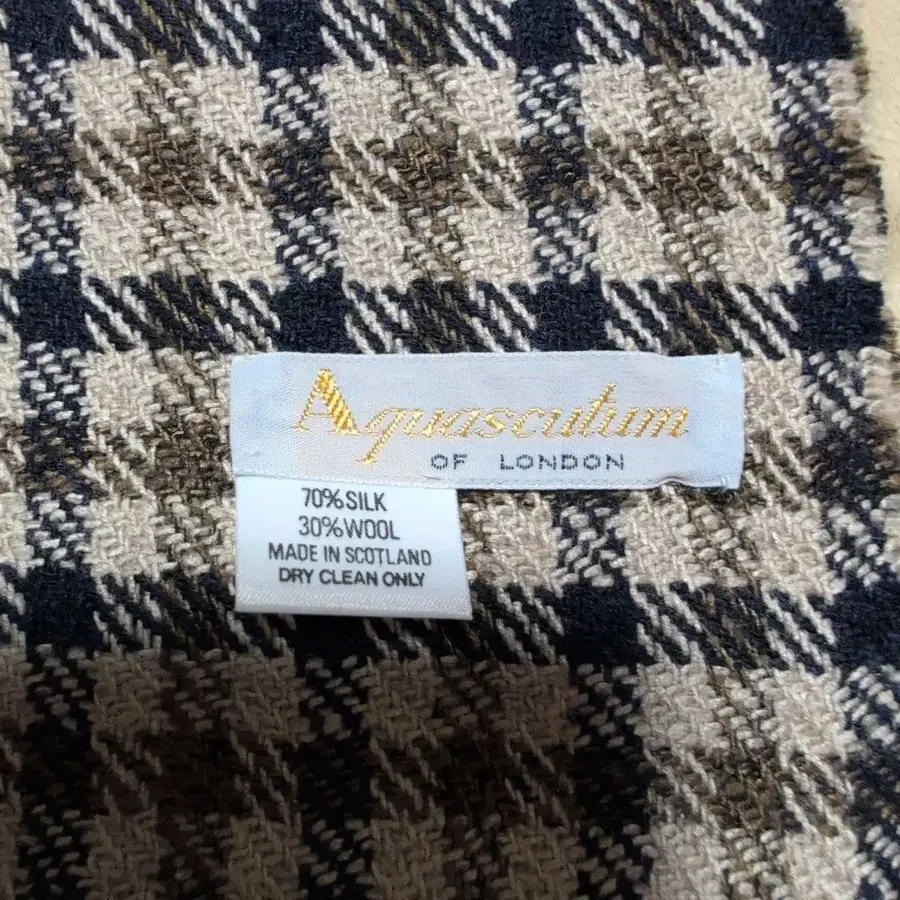 Aquascutum
OF LONDON
70%SILK
30%WOOL
MADE IN SCOTLAND
DRY CLEAN ONLY